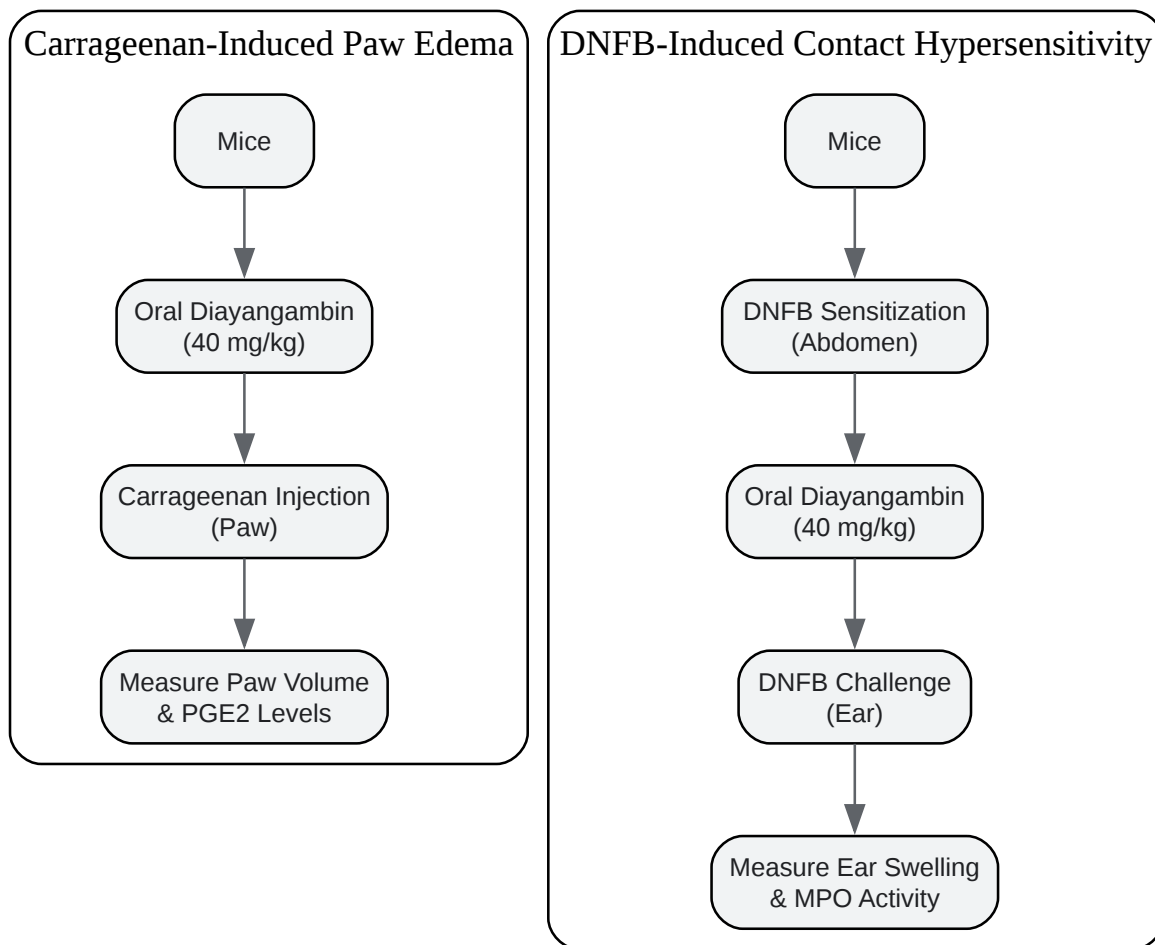 Carrageenan-Induced Paw Edema
Mice
Oral Diayangambin
(40 mg/kg)
Carrageenan Injection
(Paw)
Measure Paw Volume
& PGE2 Levels
DNFB-Induced Contact Hypersensitivity
Mice
DNFB Sensitization
(Abdomen)
Oral Diayangambin
(40 mg/kg)
DNFB Challenge
(Ear)
Measure Ear Swelling
& MPO Activity